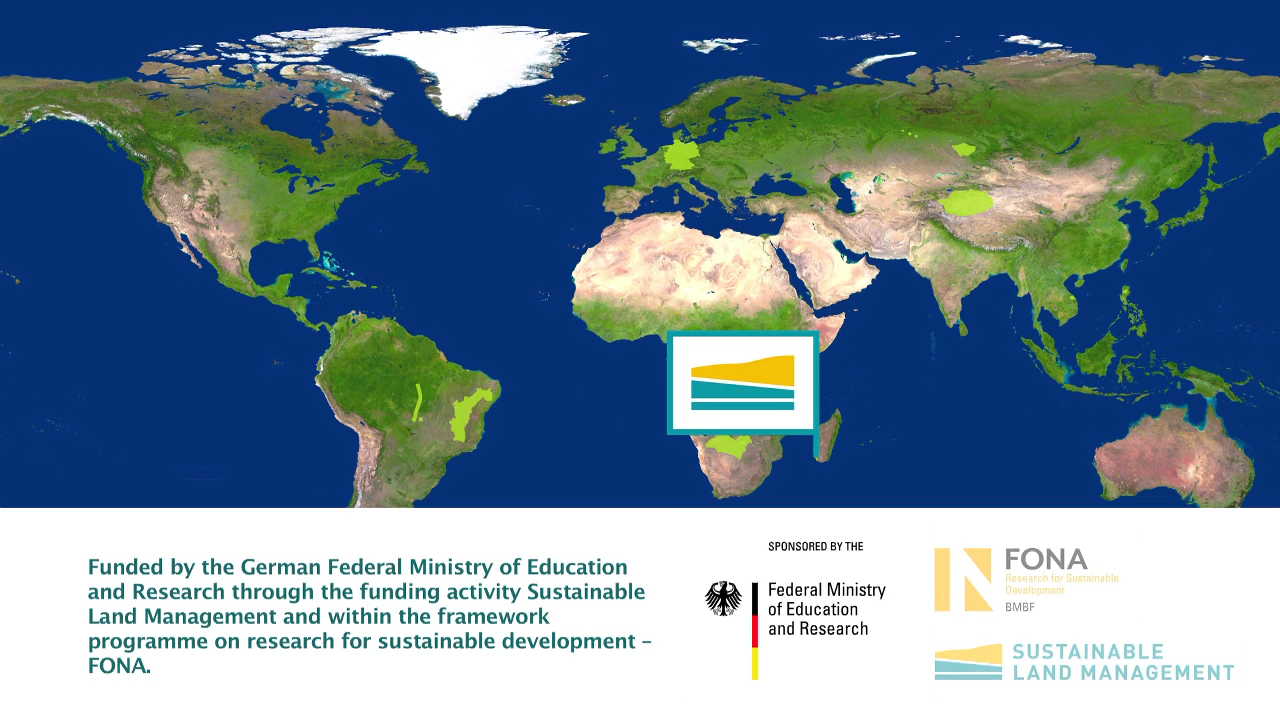 Funded by the German Federal Ministry of Education
and Research through the funding activity Sustainable
Land Management and within the framework
programme on research for sustainable development –
FONA.
SPONSORED BY THE
Federal Ministry
of Education
and Research
FONA
Research for Sustainable
Development
BMBF
SUSTAINABLE
LAND MANAGEMENT